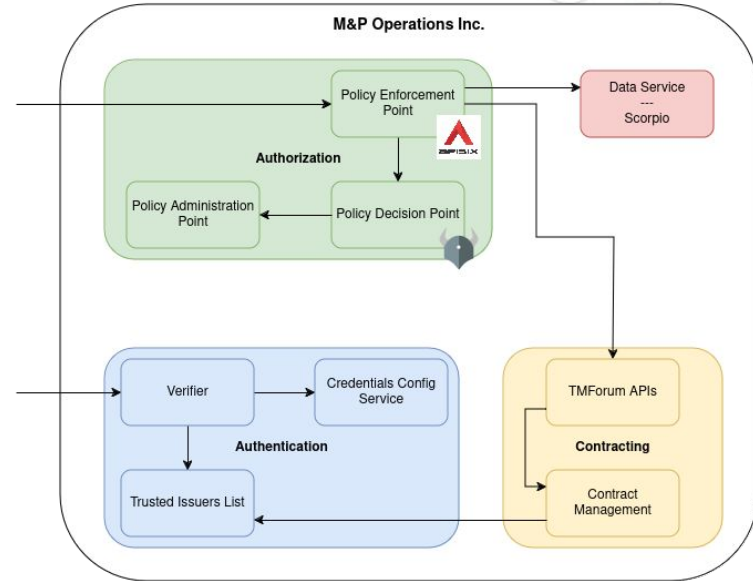 M&P Operations Inc.
Policy Enforcement
Point
Data Service
---
Scorpio
APISIX
Authorization
Policy Administration
Point
Policy Decision Point
Verifier
Credentials Config
Service
TMForum APIs
Authentication
Contracting
Trusted Issuers List
Contract
Management